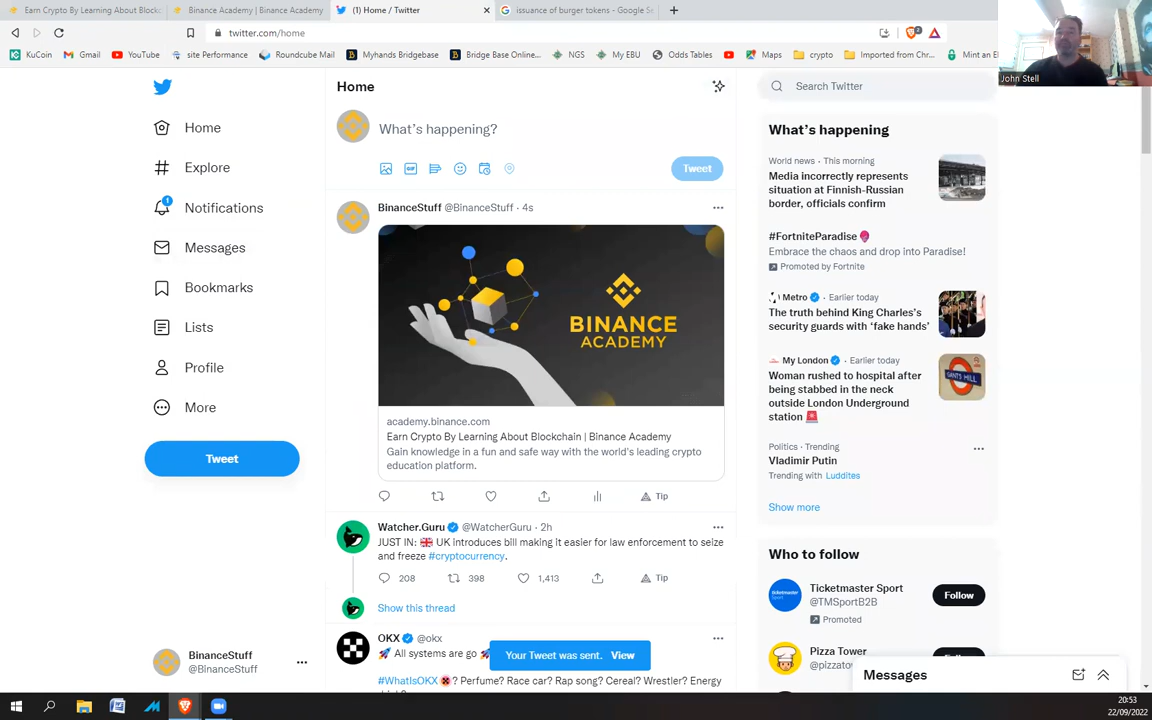 Earn Crypto By Learning About Blockc
Binance Academy | Binance Academy
(1) Home / Twitter
issuance of burger tokens - Google Se
twitter.com/home
2
KuCoin
Gmail
YouTube
site Performance
Roundcube Mail
Myhands Bridgebase
Bridge Base Online...
NGS
My EBU
Odds Tables
Maps
crypto
Imported from Chr...
Mint an E
John Stell
Home
Explore
1
Notifications
Messages
Bookmarks
Lists
Profile
More
Tweet
BinanceStuff
@BinanceStuff
Home
What's happening?
GIF
Tweet
BinanceStuff @BinanceStuff · 4s
BINANCE
ACADEMY
academy.binance.com
Earn Crypto By Learning About Blockchain | Binance Academy
Gain knowledge in a fun and safe way with the world's leading crypto
education platform.
Tip
Watcher.Guru @WatcherGuru · 2h
JUST IN: 🇬🇧 UK introduces bill making it easier for law enforcement to seize
and freeze #cryptocurrency.
208
398
1,413
Tip
Show this thread
OKX @okx
🚀 All systems are go 🚀
Your Tweet was sent. View
#WhatIsOKX ? Perfume? Race car? Rap song? Cereal? Wrestler? Energy
Search Twitter
What's happening
World news · This morning
Media incorrectly represents
situation at Finnish-Russian
border, officials confirm
#FortniteParadise
Embrace the chaos and drop into Paradise!
Promoted by Fortnite
Metro · Earlier today
The truth behind King Charles's
security guards with 'fake hands'
My London · Earlier today
Woman rushed to hospital after
being stabbed in the neck
outside London Underground
station 🚨
GANTS HILL
Politics · Trending
Vladimir Putin
Trending with Luddites
Show more
Who to follow
ticketmaster
Sport
Ticketmaster Sport
@TMSportB2B
Promoted
Follow
Pizza Tower
@pizzato
Messages
20:53
22/09/2022